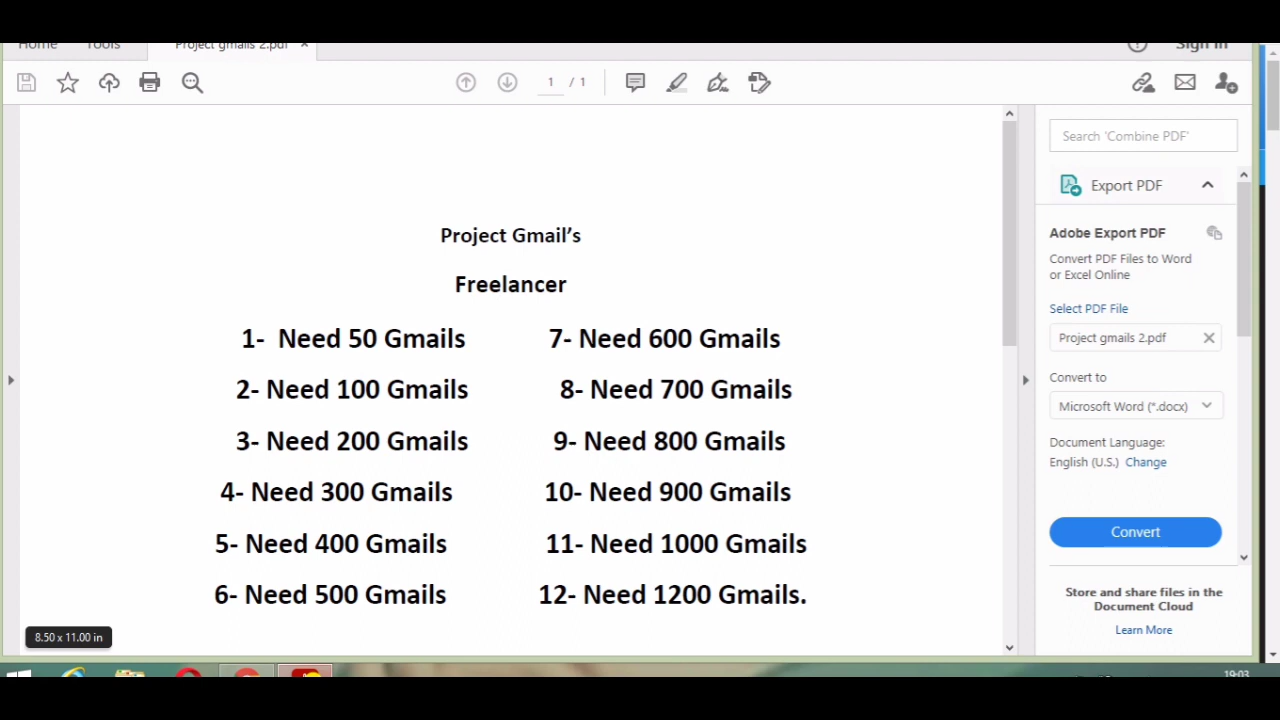 Home Tools Project gmails 2.pdf × Sign In
1 / 1
Search 'Combine PDF'
Export PDF
Project Gmail's
Adobe Export PDF
Convert PDF Files to Word
or Excel Online
Freelancer
Select PDF File
1- Need 50 Gmails 7- Need 600 Gmails
Project gmails 2.pdf ×
2- Need 100 Gmails 8- Need 700 Gmails
Convert to
Microsoft Word (*.docx)
3- Need 200 Gmails 9- Need 800 Gmails
Document Language:
English (U.S.) Change
4- Need 300 Gmails 10- Need 900 Gmails
5- Need 400 Gmails 11- Need 1000 Gmails
Convert
6- Need 500 Gmails 12- Need 1200 Gmails.
Store and share files in the
Document Cloud
Learn More
8.50 x 11.00 in
19:03